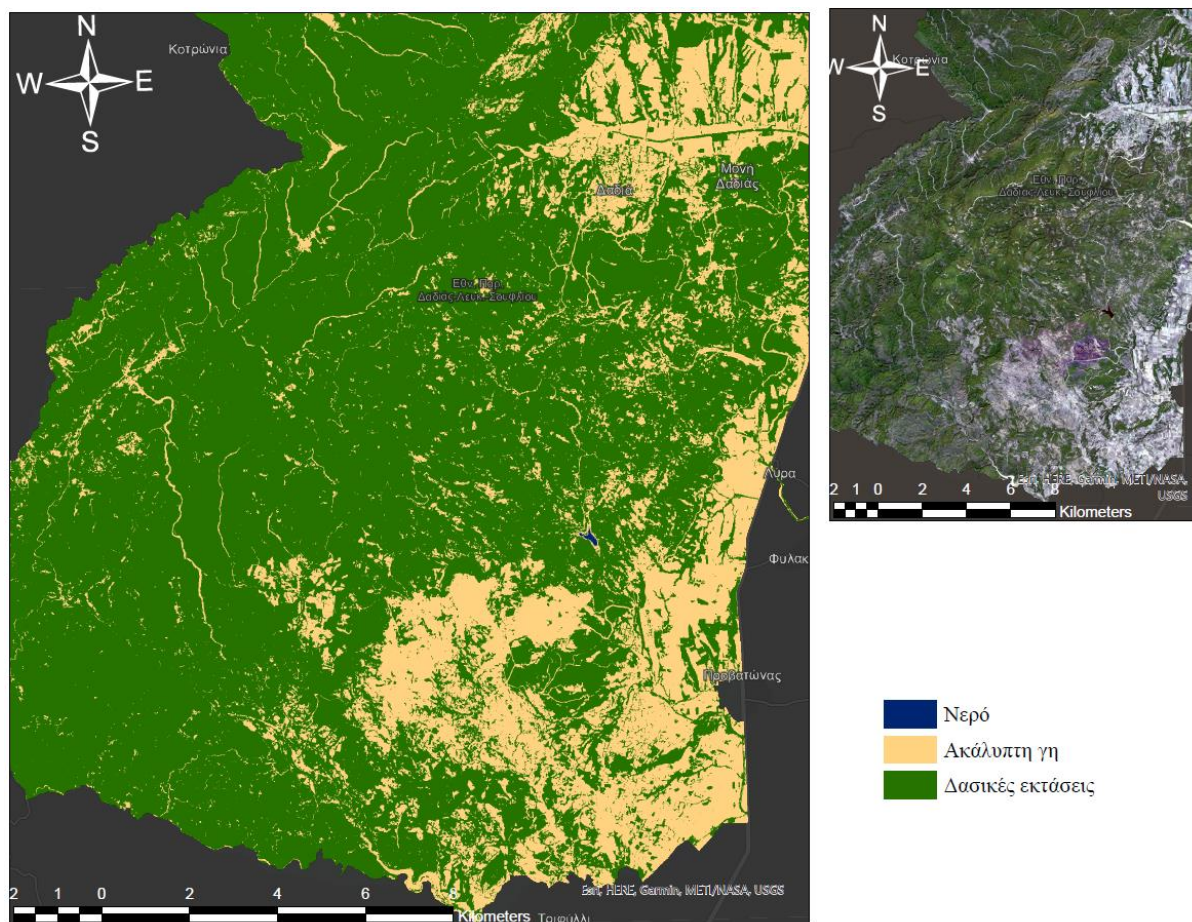 N
W E
S
Κοτρώνια
Δαδιά
Μονή
Δαδιάς
Εθν. Παρ.
Δαδιάς-Λευκ.-Σουφλίου
Λύρα
Φυλακ
Προβατώνας
2 1 0 2 4 6 8
Kilometers
Esri, HERE, Garmin, METI/NASA, USGS
Τριφύλλι
N
W E
S
Κοτρώνια
Εθν. Παρ.
Δαδιάς-Λευκ.-Σουφλίου
Esri, HERE, Garmin, METI/NASA,
USGS
2 1 0 2 4 6 8
Kilometers
Νερό
Ακάλυπτη γη
Δασικές εκτάσεις